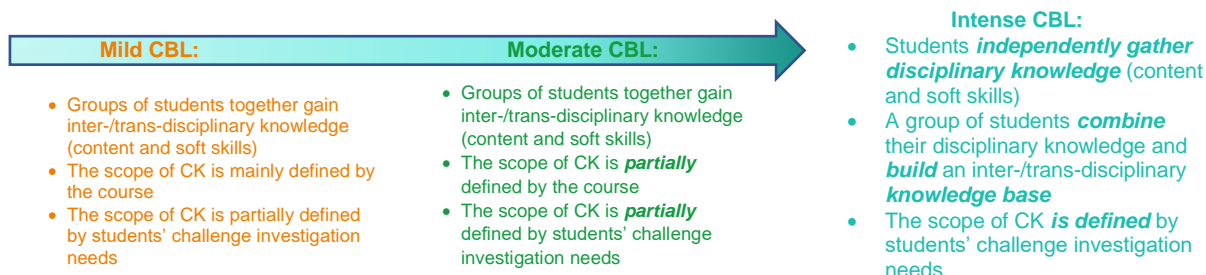 Mild CBL:
• Groups of students together gain
inter-/trans-disciplinary knowledge
(content and soft skills)
• The scope of CK is mainly defined by
the course
• The scope of CK is partially defined
by students' challenge investigation
needs
Moderate CBL:
• Groups of students together gain
inter-/trans-disciplinary knowledge
(content and soft skills)
• The scope of CK is partially
defined by the course
• The scope of CK is partially
defined by students' challenge
investigation needs
Intense CBL:
• Students independently gather
disciplinary knowledge (content
and soft skills)
• A group of students combine
their disciplinary knowledge and
build an inter-/trans-disciplinary
knowledge base
• The scope of CK is defined by
students' challenge investigation
needs